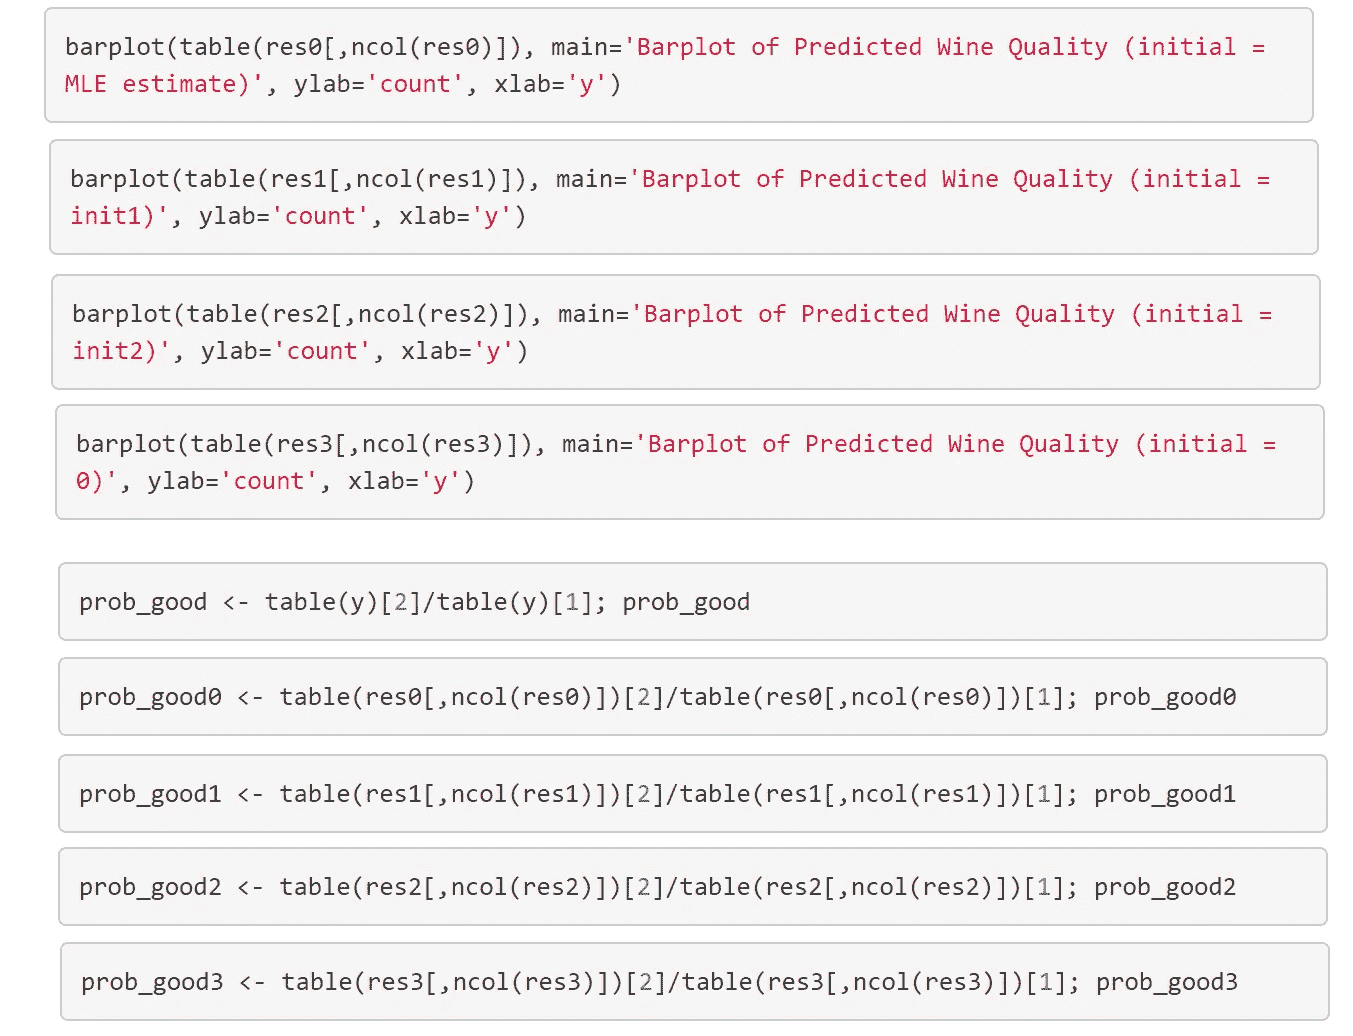 barplot(table(res0[,ncol(res0)]), main='Barplot of Predicted Wine Quality (initial =
MLE estimate)', ylab='count', xlab='y')
barplot(table(res1[,ncol(res1)]), main='Barplot of Predicted Wine Quality (initial =
init1)', ylab='count', xlab='y')
barplot(table(res2[,ncol(res2)]), main='Barplot of Predicted Wine Quality (initial =
init2)', ylab='count', xlab='y')
barplot(table(res3[,ncol(res3)]), main='Barplot of Predicted Wine Quality (initial =
0)', ylab='count', xlab='y')
prob_good <- table(y)[2]/table(y)[1]; prob_good
prob_good0 <- table(res0[,ncol(res0)])[2]/table(res0[,ncol(res0)])[1]; prob_good0
prob_good1 <- table(res1[,ncol(res1)])[2]/table(res1[,ncol(res1)])[1]; prob_good1
prob_good2 <- table(res2[,ncol(res2)])[2]/table(res2[,ncol(res2)])[1]; prob_good2
prob_good3 <- table(res3[,ncol(res3)])[2]/table(res3[,ncol(res3)])[1]; prob_good3